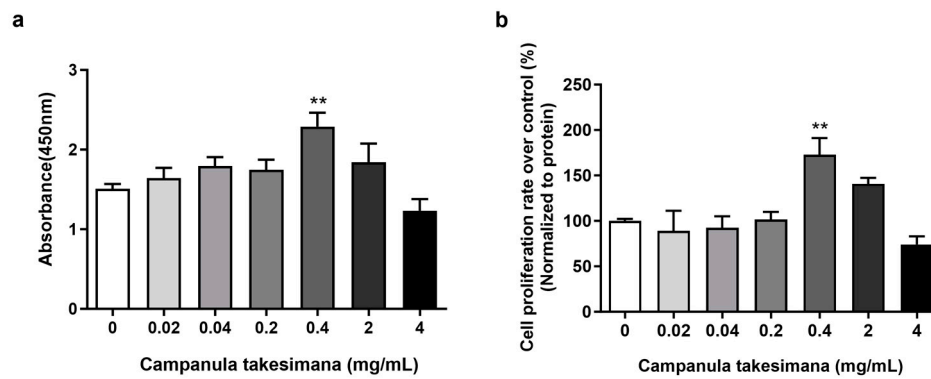 a
Absorbance(450nm)
3
2
1
0
**
0 0.02 0.04 0.2 0.4 2 4
Campanula takesimana (mg/mL)
b
Cell proliferation rate over control (%)
(Normalized to protein)
250
200
150
100
50
0
**
0 0.02 0.04 0.2 0.4 2 4
Campanula takesimana (mg/mL)